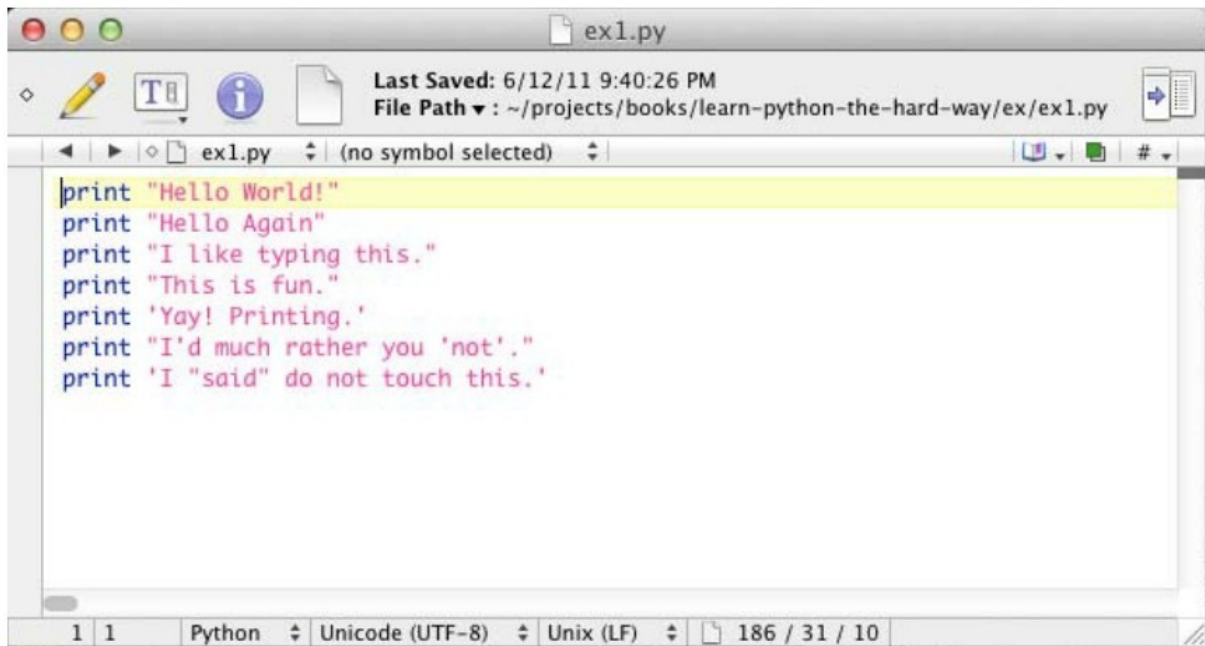 ex1.py
Last Saved: 6/12/11 9:40:26 PM
File Path ▾ : ~/projects/books/learn-python-the-hard-way/ex/ex1.py
ex1.py (no symbol selected) #
print "Hello World!"
print "Hello Again"
print "I like typing this."
print "This is fun."
print 'Yay! Printing.'
print "I'd much rather you 'not'."
print 'I "said" do not touch this.'
1 1 Python Unicode (UTF-8) Unix (LF) 186 / 31 / 10